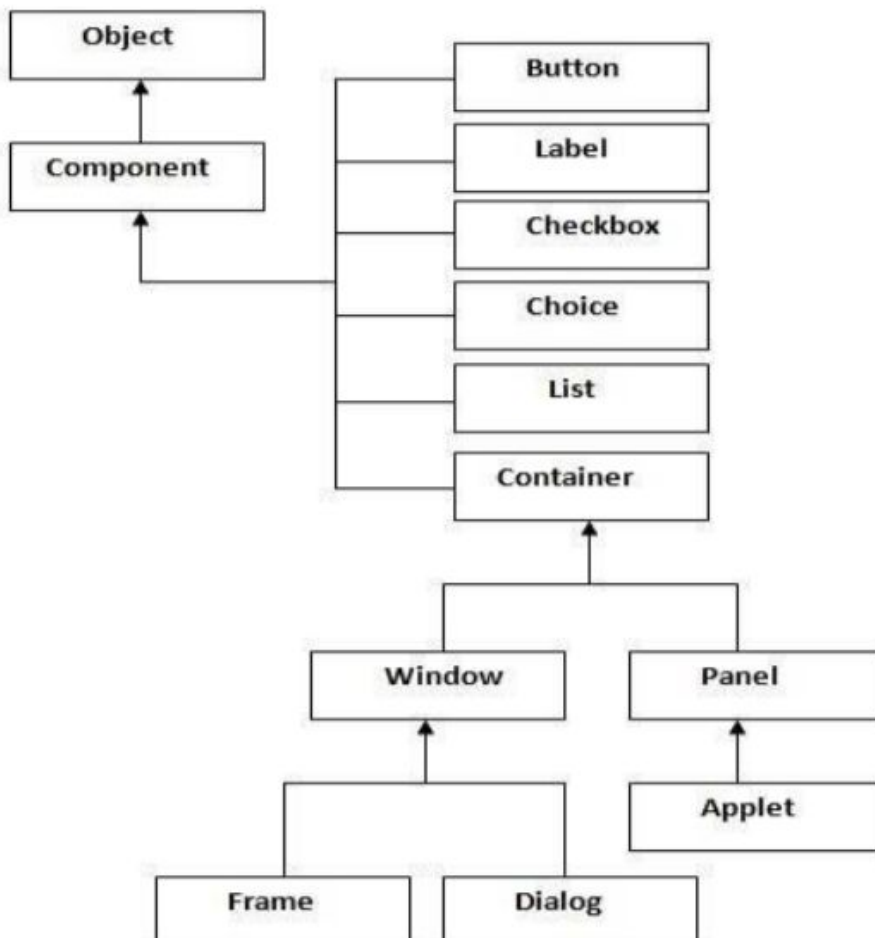 Object
Button
Label
Component
Checkbox
Choice
List
Container
Window
Panel
Applet
Frame
Dialog